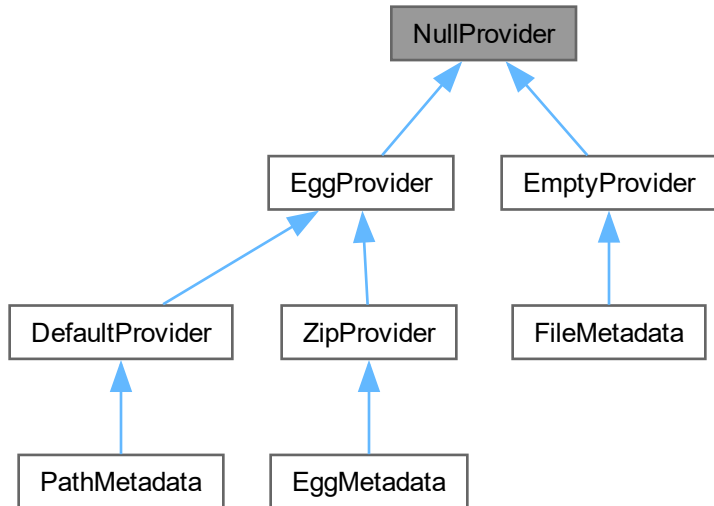 NullProvider
EggProvider
EmptyProvider
DefaultProvider
ZipProvider
FileMetadata
PathMetadata
EggMetadata